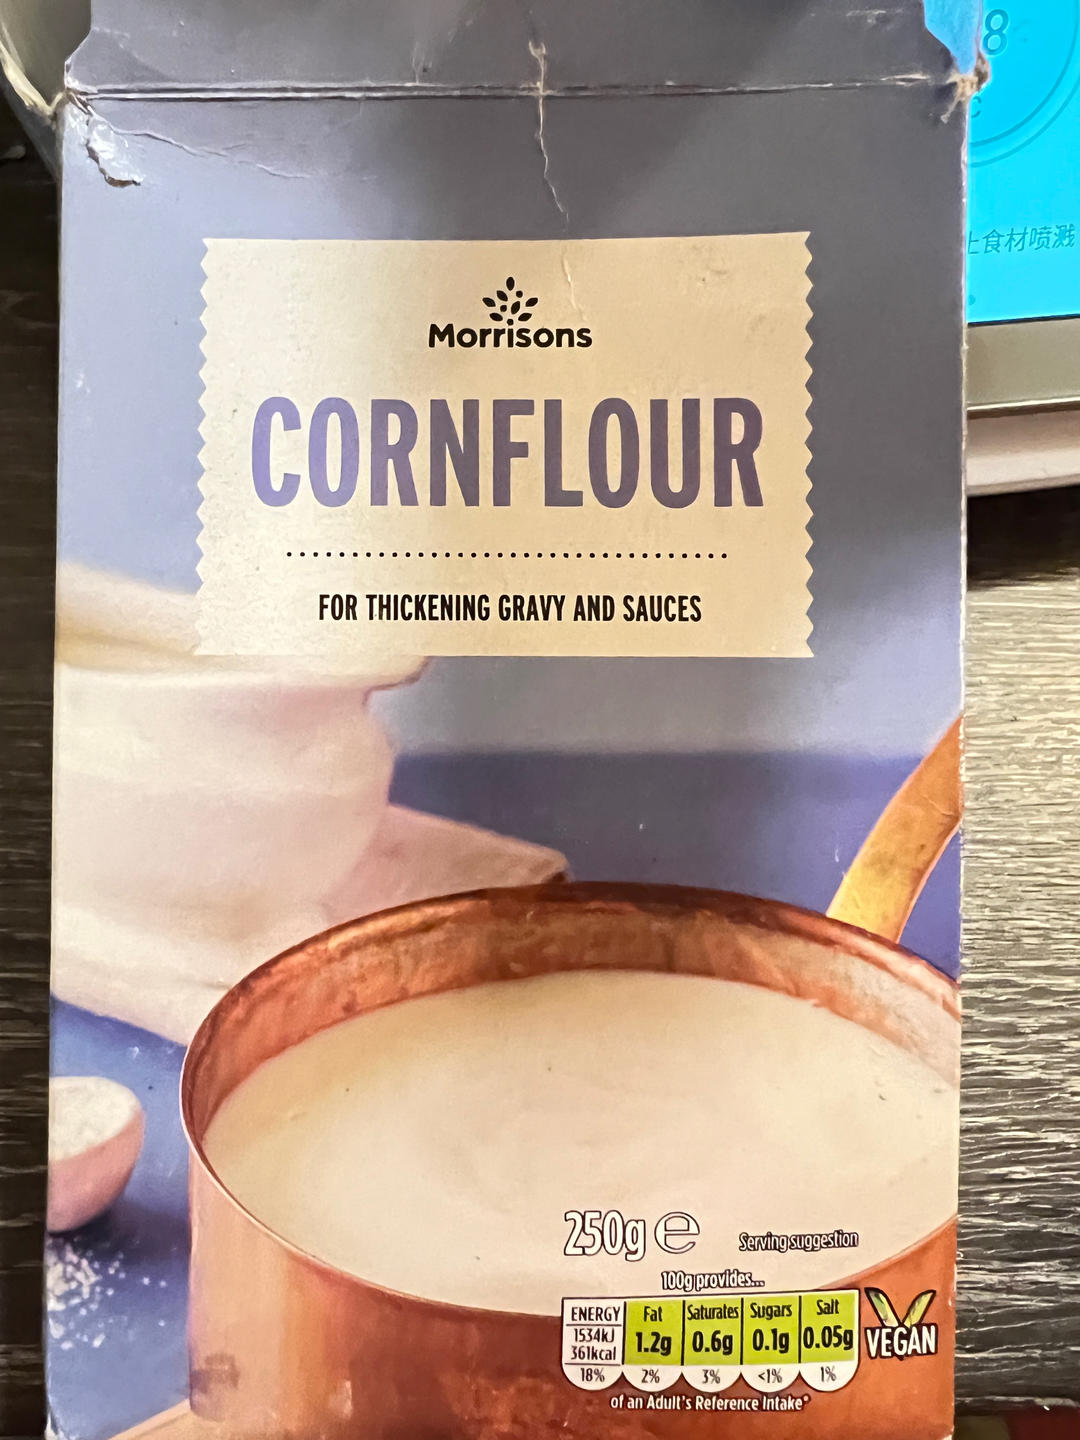 8
C
止食材喷溅
Morrisons
CORNFLOUR
FOR THICKENING GRAVY AND SAUCES
250g ℮
Serving suggestion
100g provides...
ENERGY Fat Saturates Sugars Salt
1534kJ
361kcal 1.2g 0.6g 0.1g 0.05g
18% 2% 3% <1% 1%
of an Adult's Reference Intake*
VEGAN